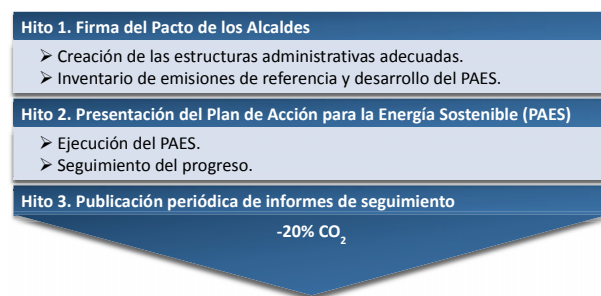 Hito 1. Firma del Pacto de los Alcaldes
➢ Creación de las estructuras administrativas adecuadas.
➢ Inventario de emisiones de referencia y desarrollo del PAES.
Hito 2. Presentación del Plan de Acción para la Energía Sostenible (PAES)
➢ Ejecución del PAES.
➢ Seguimiento del progreso.
Hito 3. Publicación periódica de informes de seguimiento
-20% CO₂